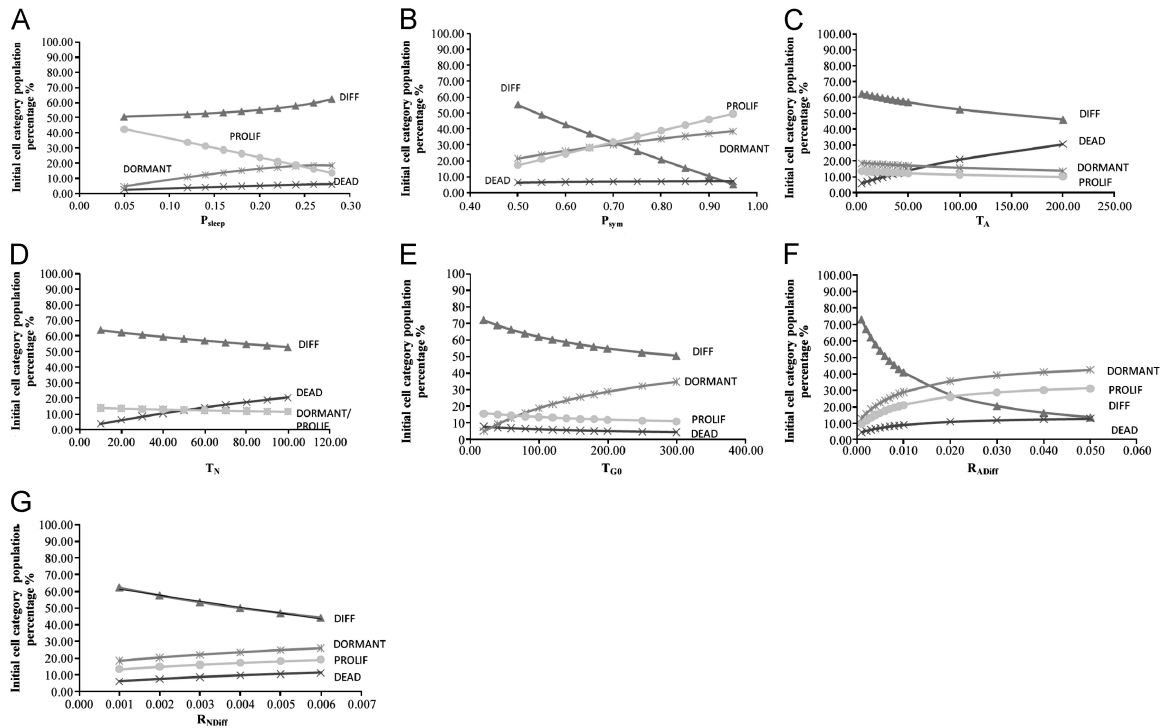 A
Initial cell category population percentage %
100.00
90.00
80.00
70.00
60.00
50.00
40.00
30.00
20.00
10.00
0.00
0.00 0.05 0.10 0.15 0.20 0.25 0.30
DIFF
PROLIF
DORMANT
DEAD
Psleep
B
Initial cell category population percentage %
100.00
90.00
80.00
70.00
60.00
50.00
40.00
30.00
20.00
10.00
0.00
0.40 0.50 0.60 0.70 0.80 0.90 1.00
DIFF
PROLIF
DORMANT
DEAD
Psym
C
Initial cell category population percentage %
100.00
90.00
80.00
70.00
60.00
50.00
40.00
30.00
20.00
10.00
0.00
0.00 50.00 100.00 150.00 200.00 250.00
DIFF
DEAD
DORMANT
PROLIF
TA
D
Initial cell category population percentage %
100.00
90.00
80.00
70.00
60.00
50.00
40.00
30.00
20.00
10.00
0.00
0.00 20.00 40.00 60.00 80.00 100.00 120.00
DIFF
DEAD
DORMANT/
PROLIF
TN
E
Initial cell category population percentage %
100
90
80
70
60
50
40
30
20
10
0
0.00 100.00 200.00 300.00 400.00
DIFF
DORMANT
PROLIF
DEAD
TG0
F
Initial cell category population percentage %
100.00
90.00
80.00
70.00
60.00
50.00
40.00
30.00
20.00
10.00
0.00
0.000 0.010 0.020 0.030 0.040 0.050 0.060
DORMANT
PROLIF
DIFF
DEAD
RADiff
G
Initial cell category population percentage %
100.00
90.00
80.00
70.00
60.00
50.00
40.00
30.00
20.00
10.00
0.00
0.000 0.001 0.002 0.003 0.004 0.005 0.006 0.007
DIFF
DORMANT
PROLIF
DEAD
RNDiff